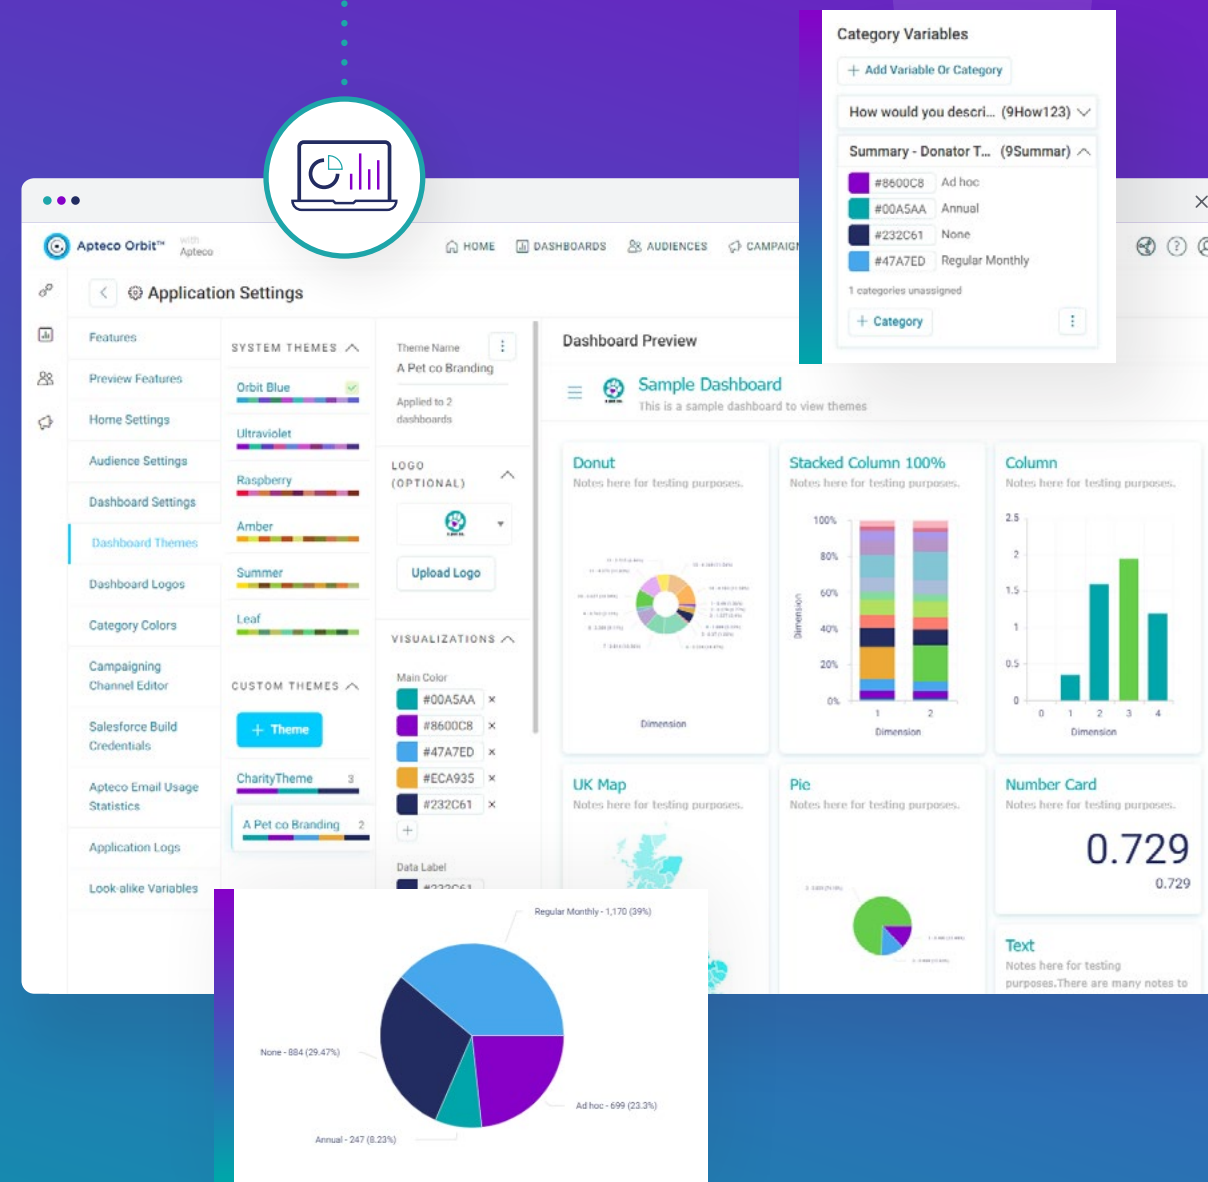 Category Variables
+ Add Variable Or Category
How would you descri... (9How123)
Summary - Donator T... (9Summar)
#8600C8 Ad hoc
#00A5AA Annual
#232C61 None
#47A7ED Regular Monthly
1 categories unassigned
+ Category
Apteco Orbit™ with Apteco
HOME DASHBOARDS AUDIENCES CAMPAIGN
Application Settings
Features
Preview Features
Home Settings
Audience Settings
Dashboard Settings
Dashboard Themes
Dashboard Logos
Category Colors
Campaigning
Channel Editor
Salesforce Build
Credentials
Apteco Email Usage
Statistics
Application Logs
Look-alike Variables
SYSTEM THEMES
Orbit Blue
Ultraviolet
Raspberry
Amber
Summer
Leaf
CUSTOM THEMES
+ Theme
CharityTheme 3
A Pet co Branding 2
Theme Name
A Pet co Branding
Applied to 2
dashboards
LOGO
(OPTIONAL)
Upload Logo
VISUALIZATIONS
Main Color
#00A5AA ×
#8600C8 ×
#47A7ED ×
#ECA935 ×
#232C61 ×
+
Data Label
#232C61
Dashboard Preview
Sample Dashboard
This is a sample dashboard to view themes
Donut
Notes here for testing purposes.
Dimension
Stacked Column 100%
Notes here for testing purposes.
100%
80%
60%
40%
20%
0%
Dimension
1 2
Dimension
Column
Notes here for testing purposes.
2.5
2
1.5
1
0.5
0
0 1 2 3 4
Dimension
UK Map
Notes here for testing purposes.
Pie
Notes here for testing purposes.
Number Card
Notes here for testing purposes.
0.729
0.729
Text
Notes here for testing
purposes.There are many notes to
Regular Monthly - 1,170 (39%)
None - 884 (29.47%)
Ad hoc - 699 (23.3%)
Annual - 247 (8.23%)